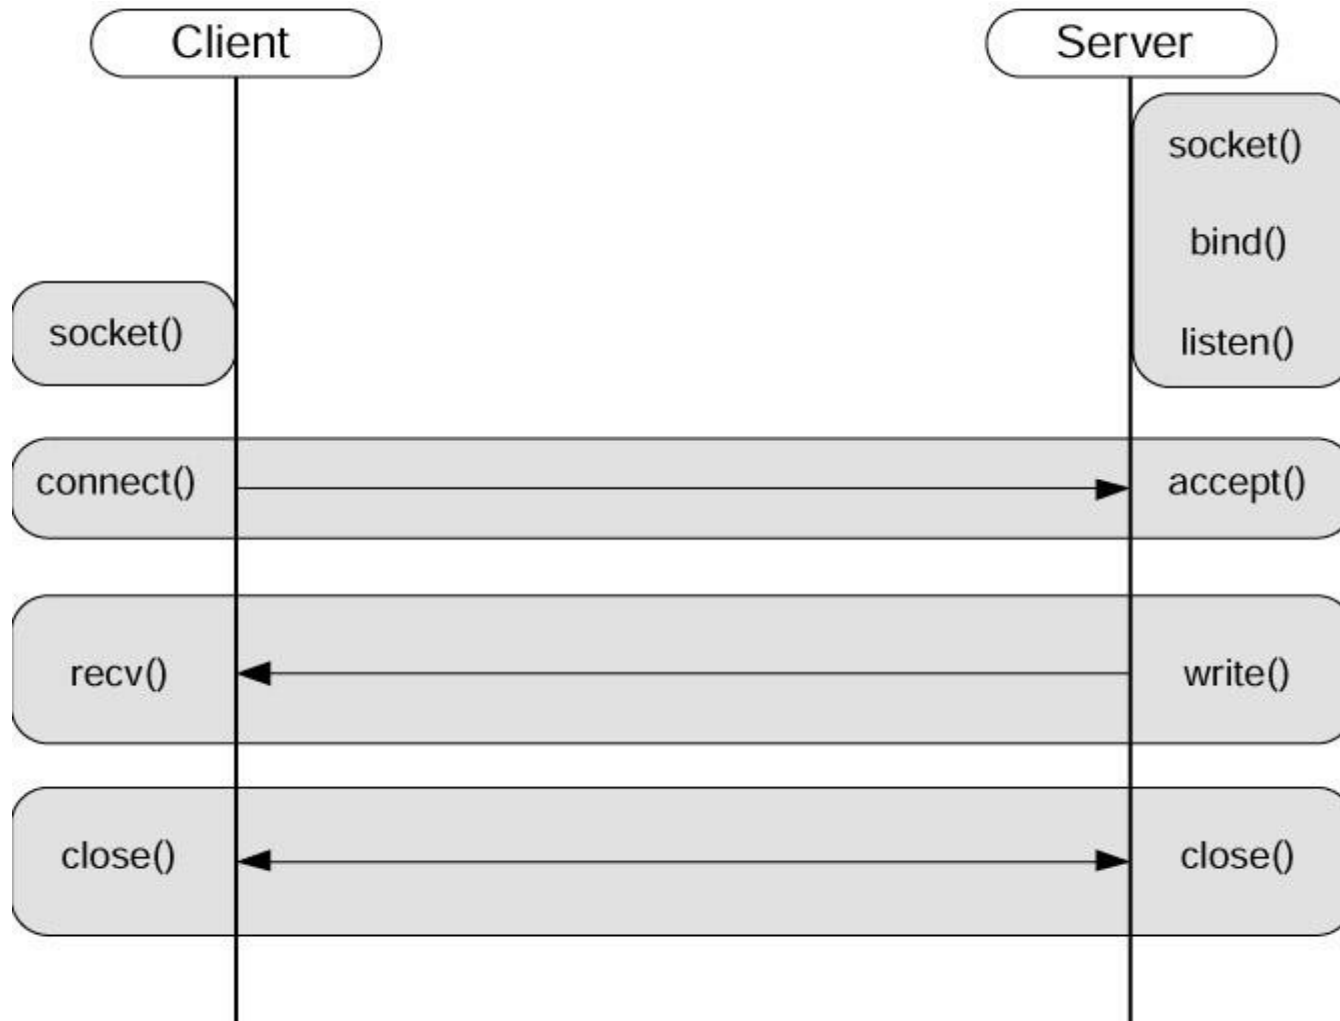 Client
Server
socket()
bind()
socket()
listen()
connect()
accept()
recv()
write()
close()
close()